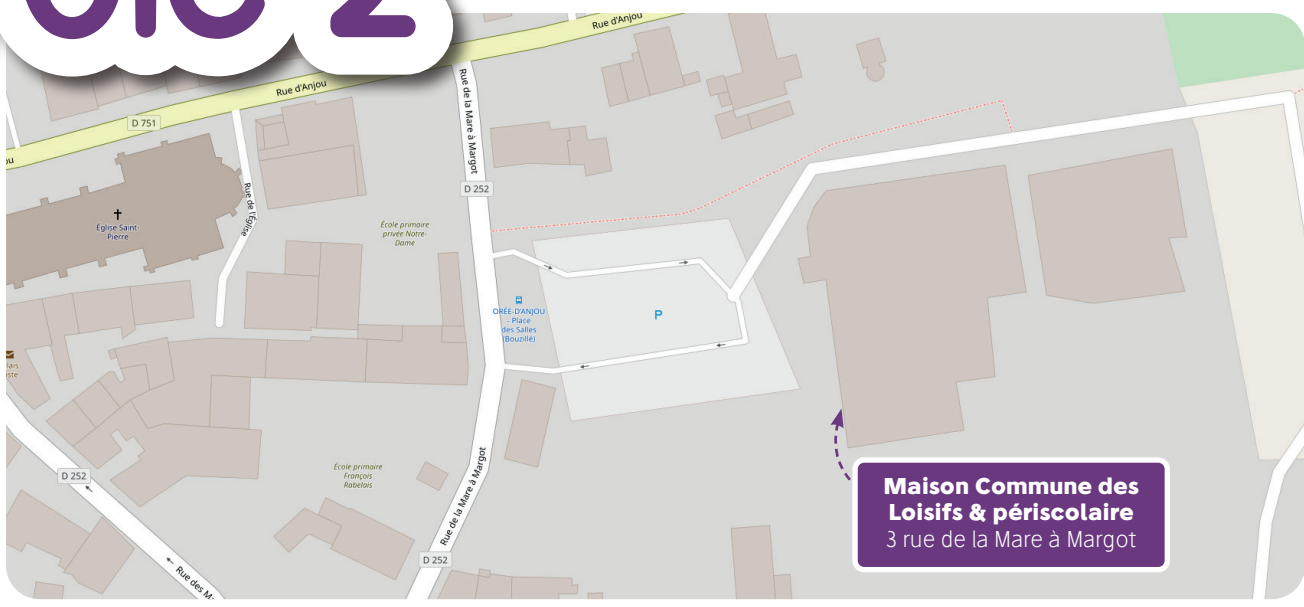 Rue d'Anjou
Rue d'Anjou
D 751
Rue de la Mare à Margot
D 252
Église Saint-
Pierre
Rue de l'Église
École primaire
privée Notre-
Dame
ORÉE-D'ANJOU
- Place
des Salles
(Bouzillé)
P
École primaire
François
Rabelais
D 252
Rue de la Mare à Margot
D 252
Maison Commune des
Loisifs & périscolaire
3 rue de la Mare à Margot